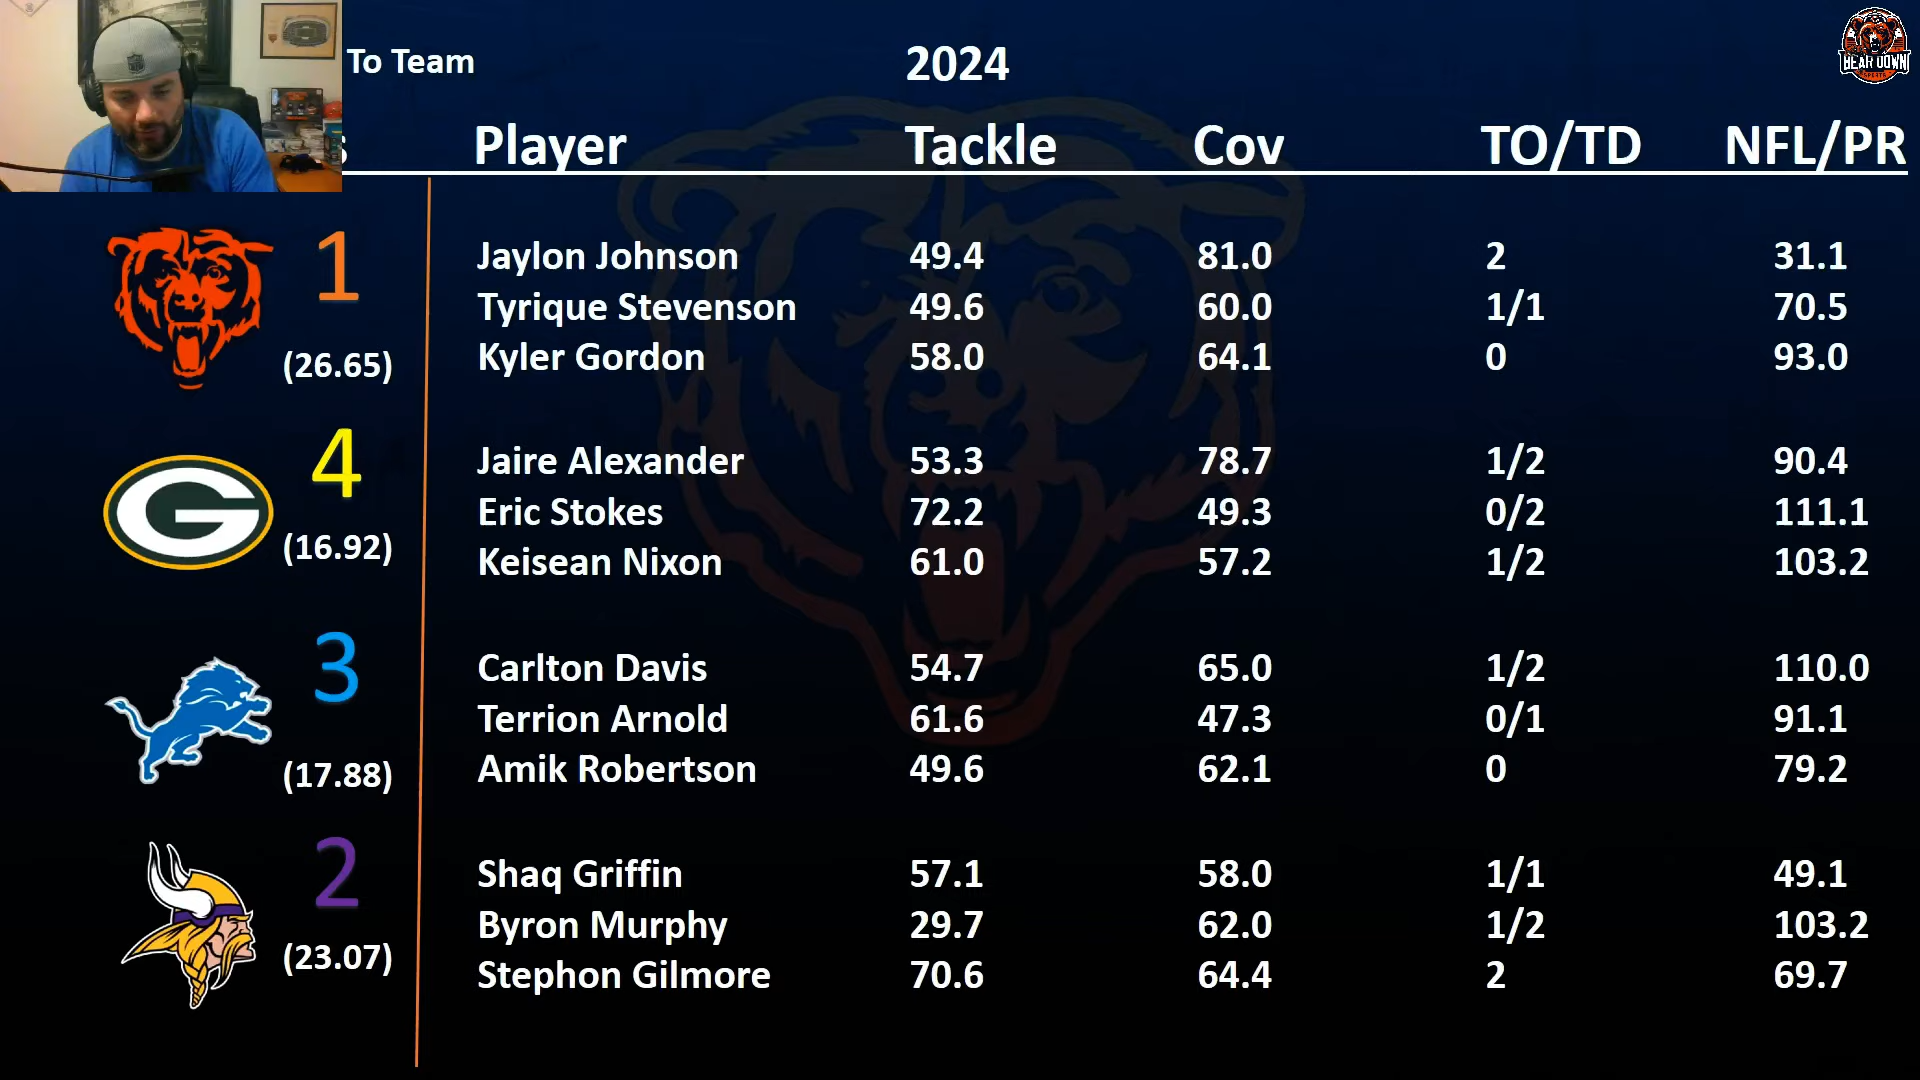 To Team
2024
BEAR DOWN
SPORTS
Player Tackle Cov TO/TD NFL/PR
1
(26.65)
Jaylon Johnson 49.4 81.0 2 31.1
Tyrique Stevenson 49.6 60.0 1/1 70.5
Kyler Gordon 58.0 64.1 0 93.0
4
G
(16.92)
Jaire Alexander 53.3 78.7 1/2 90.4
Eric Stokes 72.2 49.3 0/2 111.1
Keisean Nixon 61.0 57.2 1/2 103.2
3
(17.88)
Carlton Davis 54.7 65.0 1/2 110.0
Terrion Arnold 61.6 47.3 0/1 91.1
Amik Robertson 49.6 62.1 0 79.2
2
(23.07)
Shaq Griffin 57.1 58.0 1/1 49.1
Byron Murphy 29.7 62.0 1/2 103.2
Stephon Gilmore 70.6 64.4 2 69.7